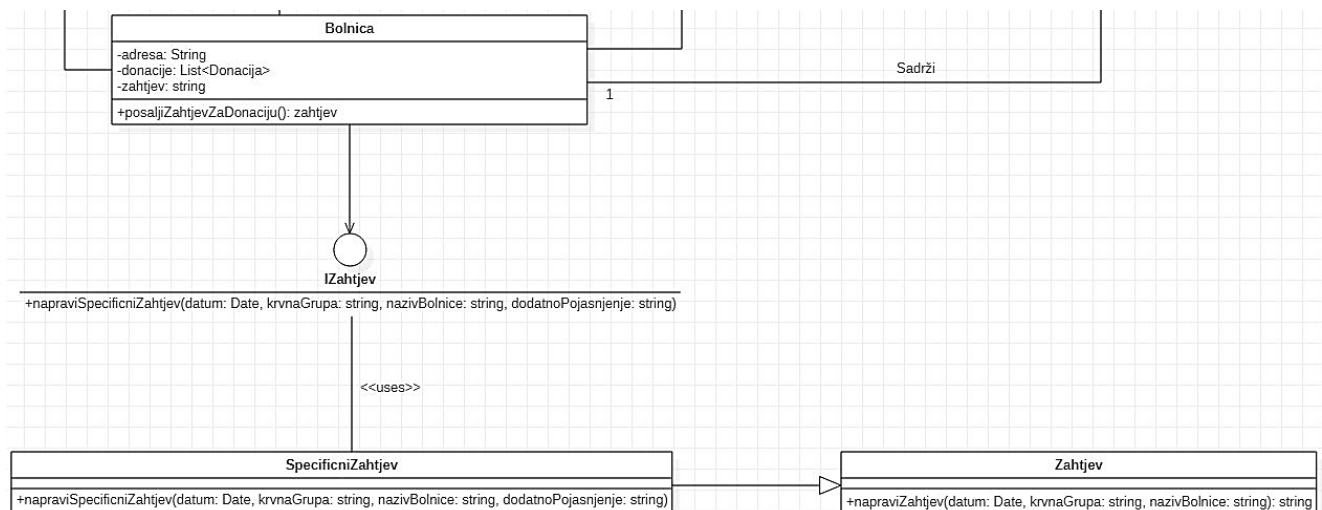 Bolnica
-adresa: String
-donacije: List<Donacija>
-zahtjev: string
+posaljiZahtjevZaDonaciju(): zahtjev
Sadrži
1
IZahtjev
+napraviSpecificniZahtjev(datum: Date, krvnaGrupa: string, nazivBolnice: string, dodatnoPojasnjenje: string)
<<uses>>
SpecificniZahtjev
+napraviSpecificniZahtjev(datum: Date, krvnaGrupa: string, nazivBolnice: string, dodatnoPojasnjenje: string)
Zahtjev
+napraviZahtjev(datum: Date, krvnaGrupa: string, nazivBolnice: string): string